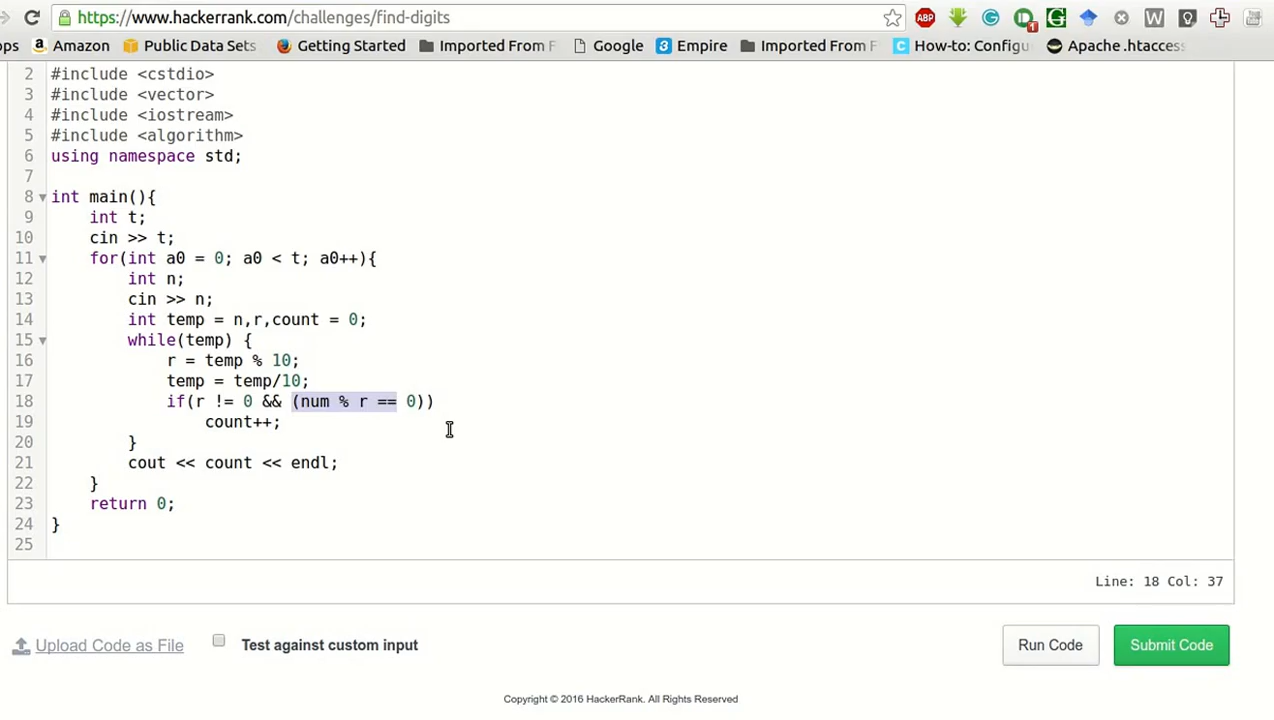 https://www.hackerrank.com/challenges/find-digits
ops Amazon Public Data Sets Getting Started Imported From F Google Empire Imported From F How-to: Configu Apache .htaccess
2 #include <cstdio>
3 #include <vector>
4 #include <iostream>
5 #include <algorithm>
6 using namespace std;
7
8 int main(){
9 int t;
10 cin >> t;
11 for(int a0 = 0; a0 < t; a0++){
12 int n;
13 cin >> n;
14 int temp = n,r,count = 0;
15 while(temp) {
16 r = temp % 10;
17 temp = temp/10;
18 if(r != 0 && (num % r == 0))
19 count++;
20 }
21 cout << count << endl;
22 }
23 return 0;
24 }
25
Line: 18 Col: 37
Upload Code as File Test against custom input Run Code Submit Code
Copyright © 2016 HackerRank. All Rights Reserved